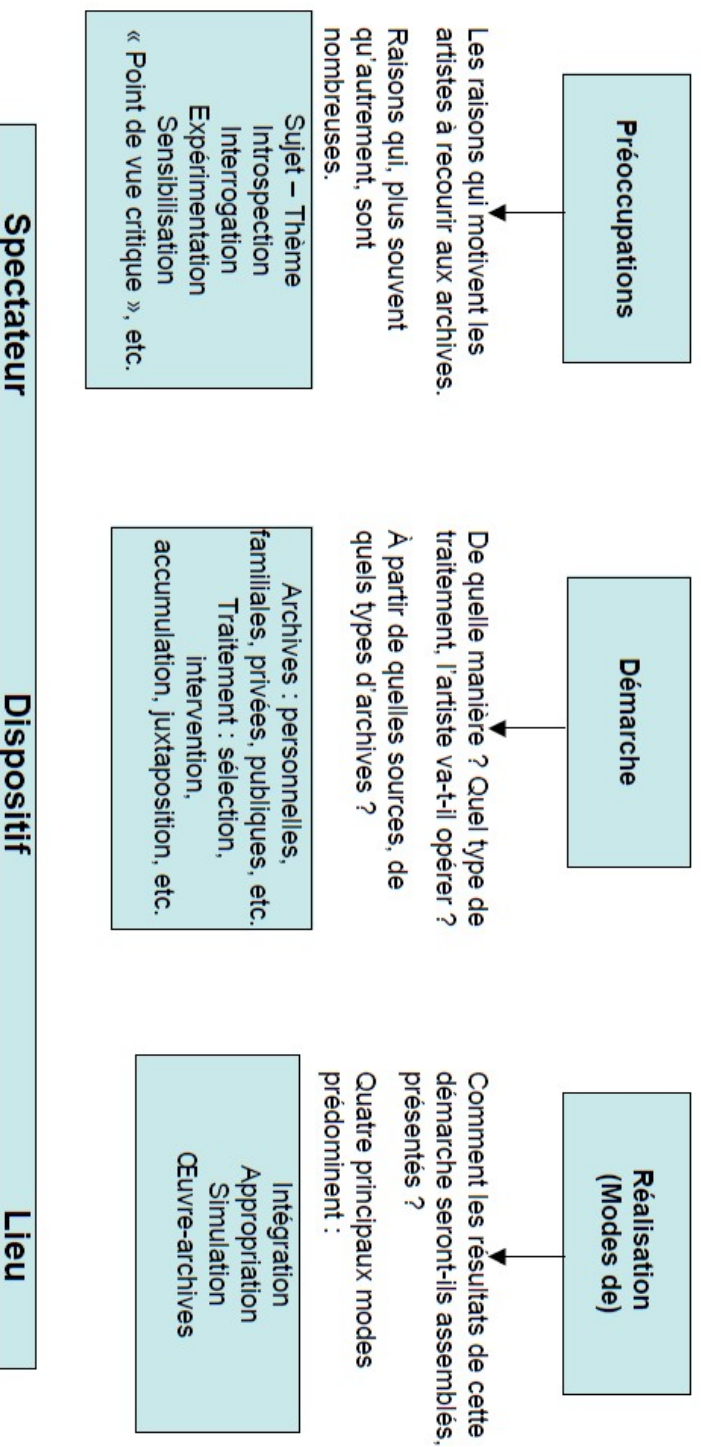 Préoccupations
Les raisons qui motivent les
artistes à recourir aux archives.
Raisons qui, plus souvent
qu'autrement, sont
nombreuses.
Sujet – Thème
Introspection
Interrogation
Expérimentation
Sensibilisation
« Point de vue critique », etc.
Démarche
De quelle manière ? Quel type de
traitement, l'artiste va-t-il opérer ?
À partir de quelles sources, de
quels types d'archives ?
Archives : personnelles,
familiales, privées, publiques, etc.
Traitement : sélection,
intervention,
accumulation, juxtaposition, etc.
Réalisation
(Modes de)
Comment les résultats de cette
démarche seront-ils assemblés,
présentés ?
Quatre principaux modes
prédominent :
Intégration
Appropriation
Simulation
Œuvre-archives
Spectateur Dispositif Lieu